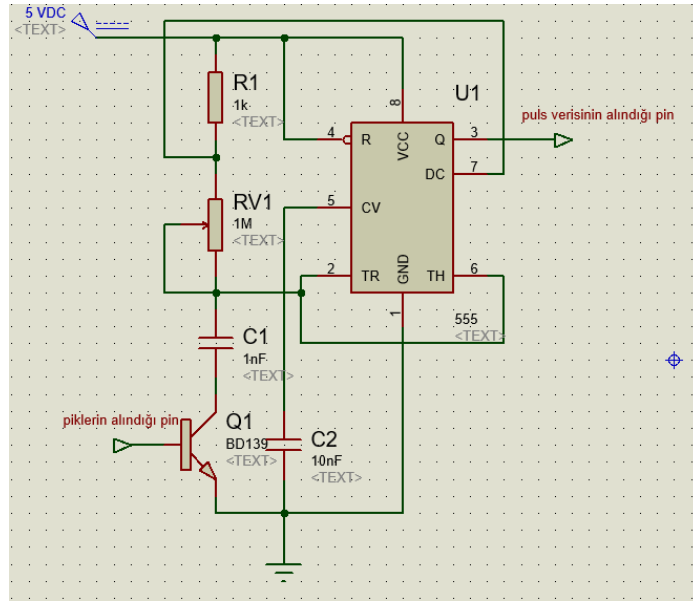 5 VDC
<TEXT>
R1
1k
<TEXT>
RV1
1M
<TEXT>
C1
1nF
<TEXT>
piklerin alındığı pin
Q1
BD139
<TEXT>
C2
10nF
<TEXT>
U1
8
VCC
4
R
Q
3
puls verisinin alındığı pin
DC
7
5
CV
2
TR
GND
TH
6
1
555
<TEXT>